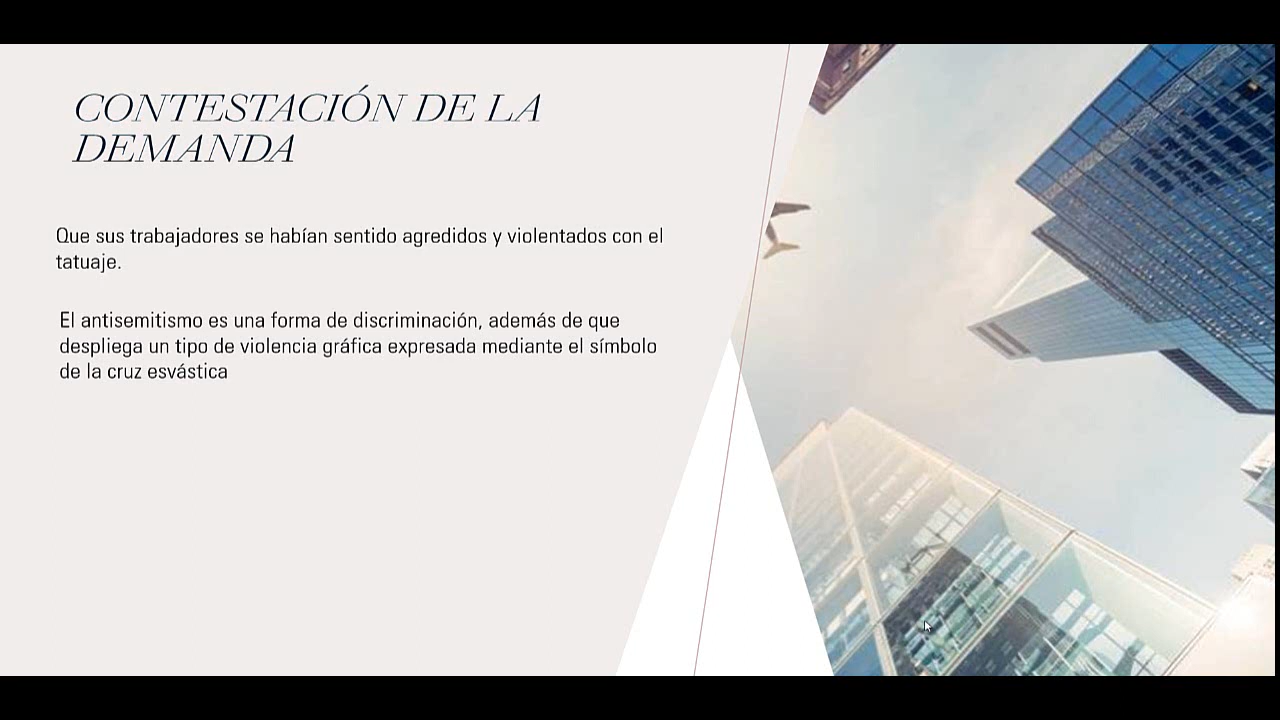 CONTESTACIÓN DE LA
DEMANDA
Que sus trabajadores se habían sentido agredidos y violentados con el
tatuaje.
El antisemitismo es una forma de discriminación, además de que
despliega un tipo de violencia gráfica expresada mediante el símbolo
de la cruz esvástica